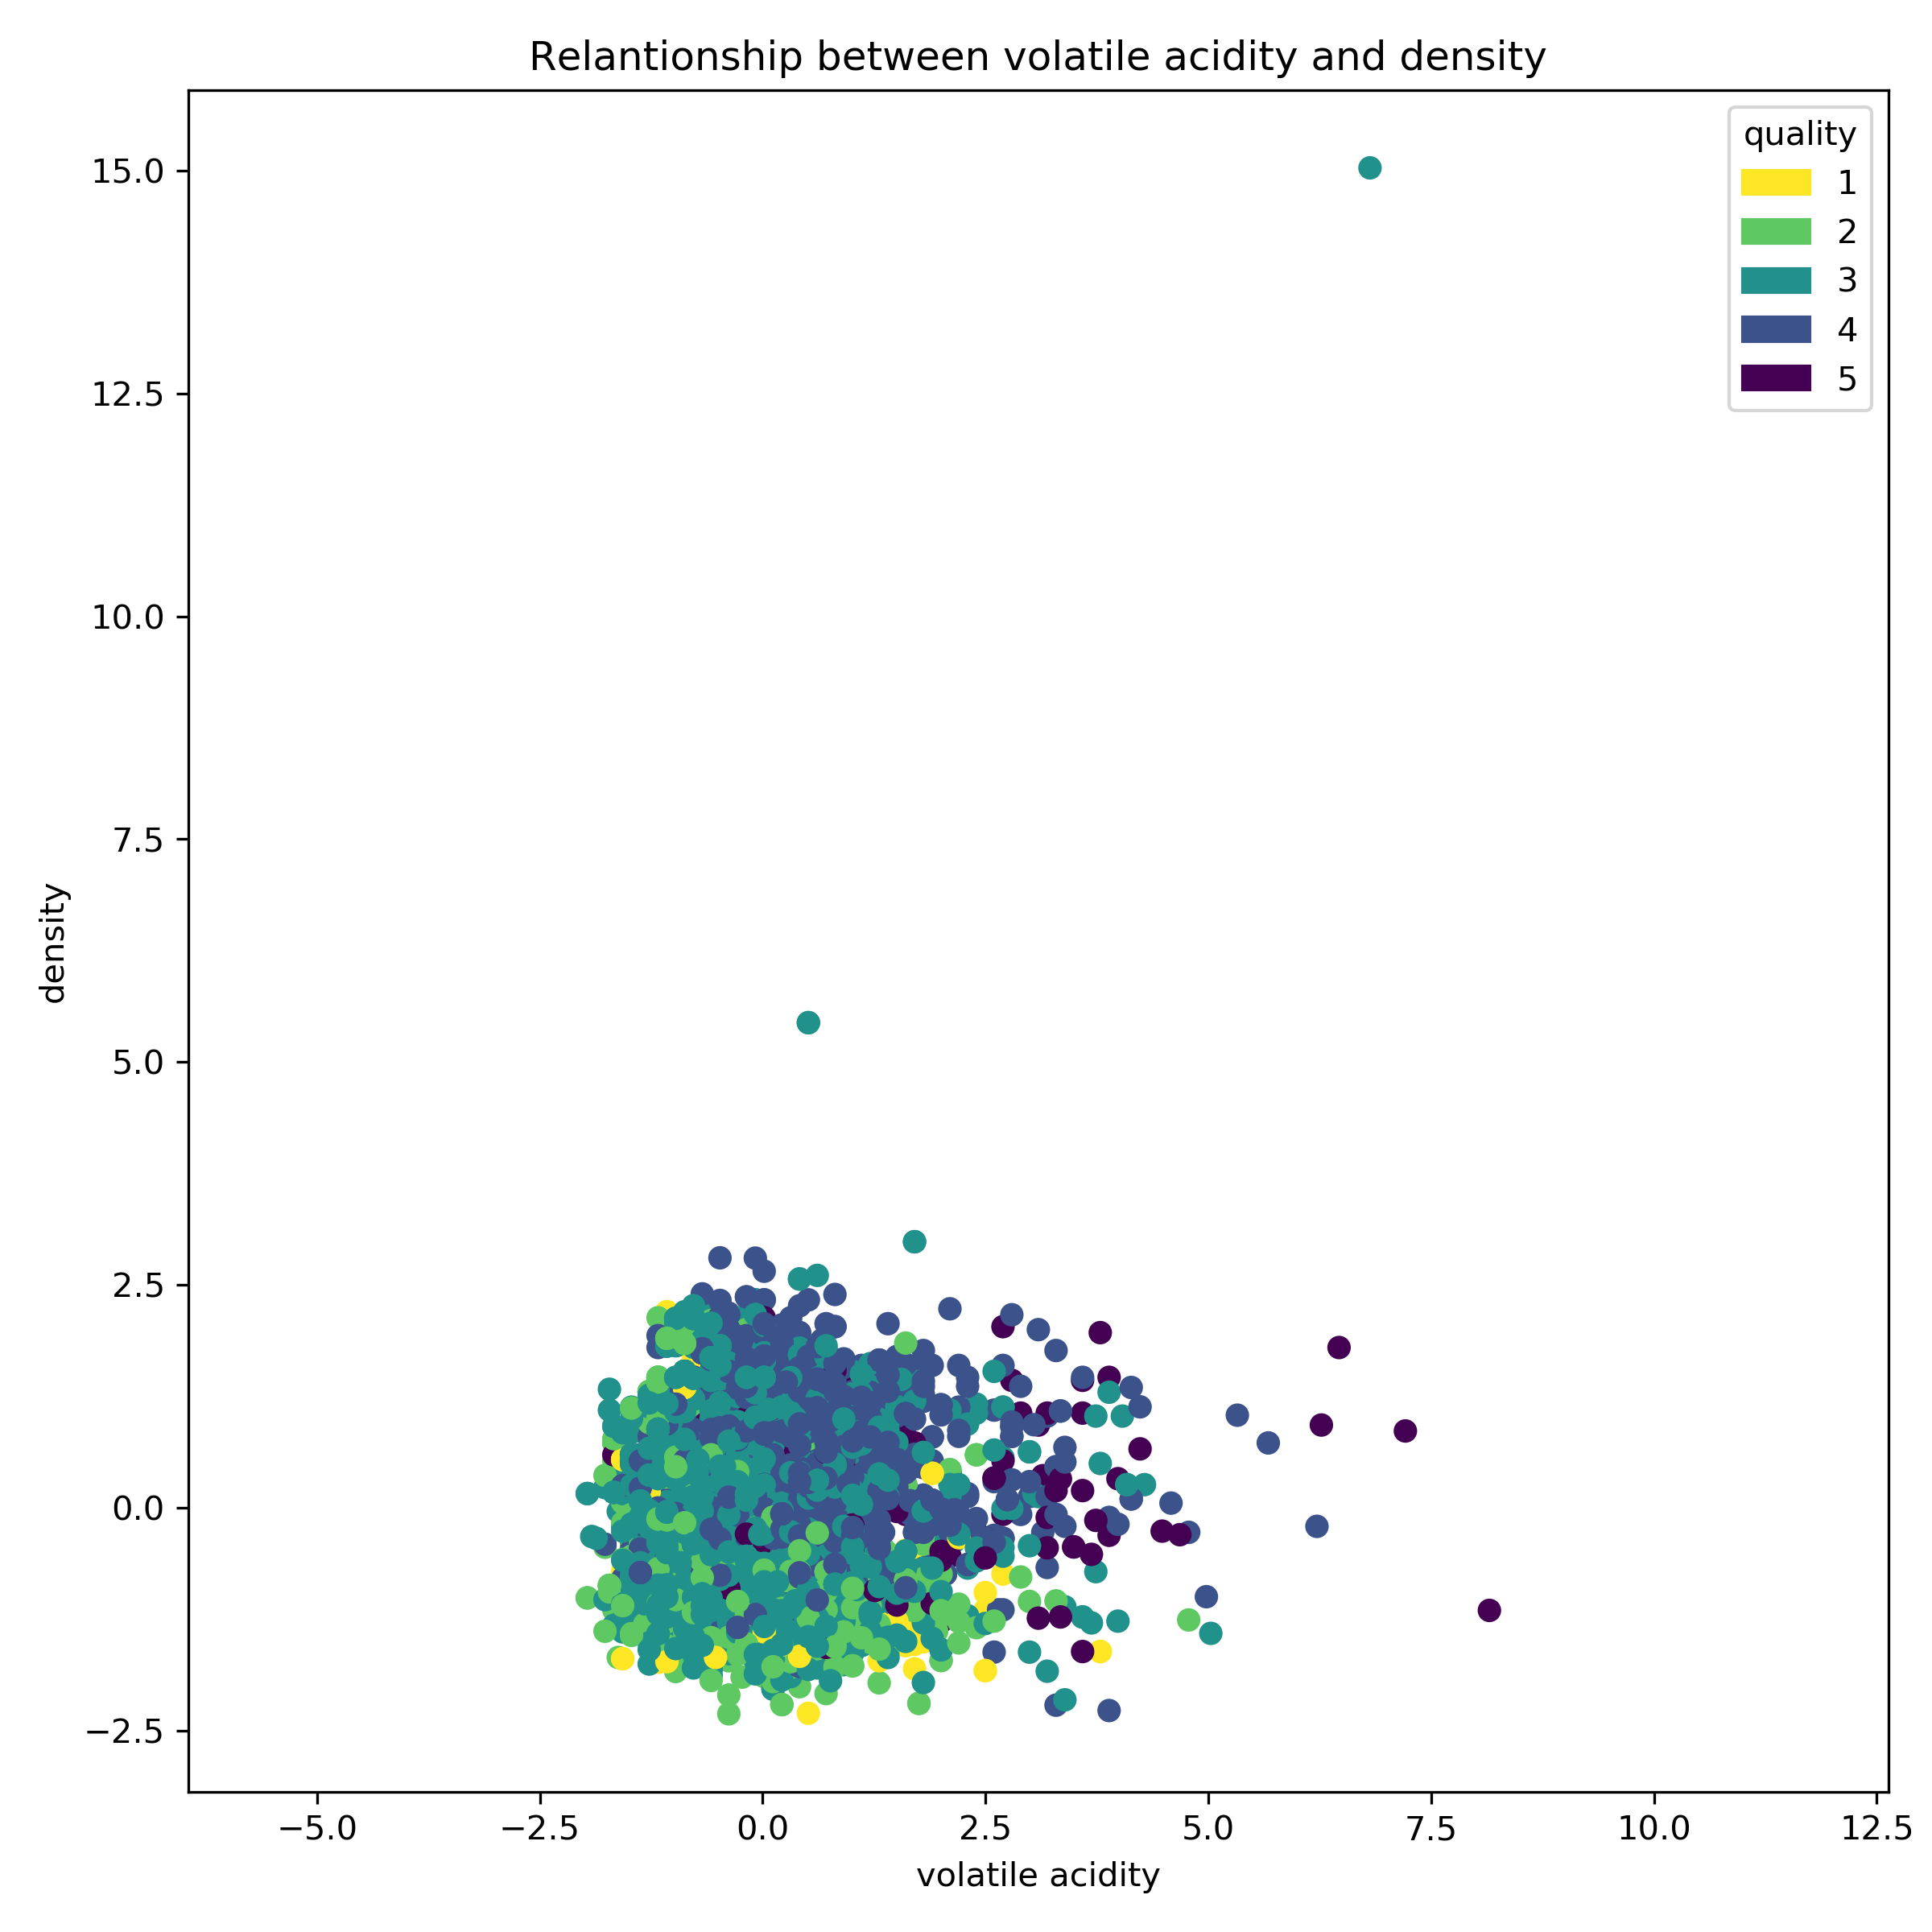 Relantionship between volatile acidity and density
quality
1
2
3
4
5
15.0
12.5
10.0
7.5
5.0
2.5
0.0
−2.5
density
−5.0 −2.5 0.0 2.5 5.0 7.5 10.0 12.5
volatile acidity